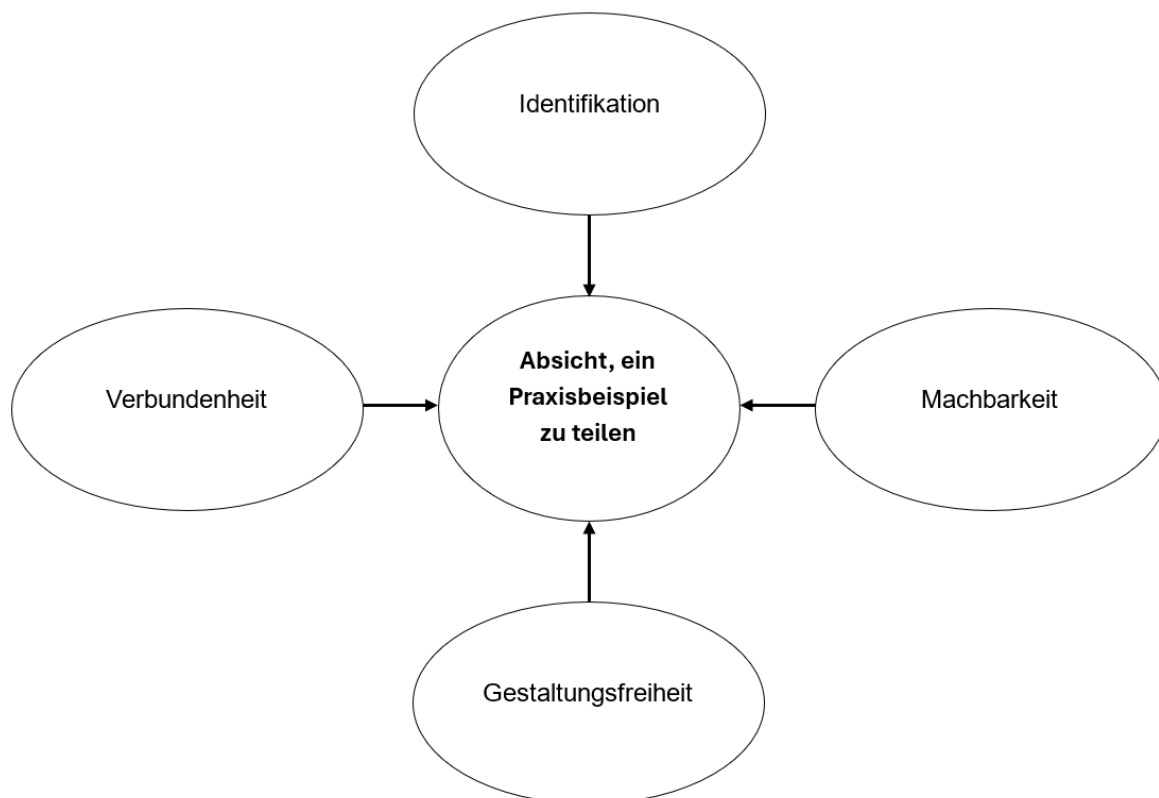 Identifikation
Verbundenheit
Absicht, ein
Praxisbeispiel
zu teilen
Machbarkeit
Gestaltungsfreiheit